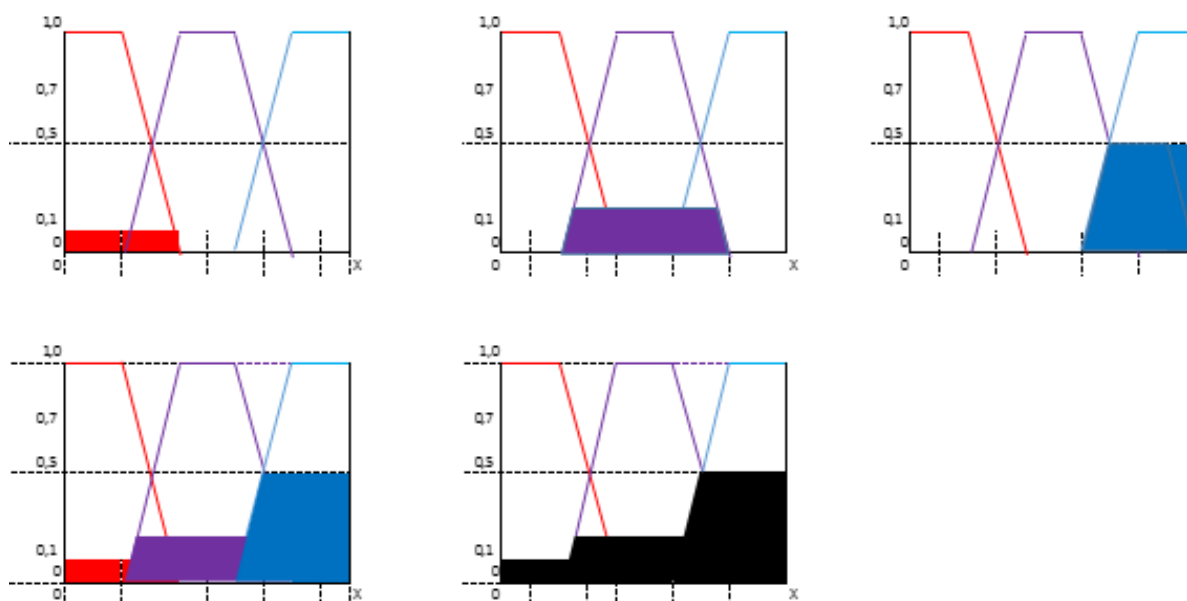 1,0 1,0 1,0
0,7 0,7 0,7
0,5 0,5 0,5
0,1 0,1 0,1
0 0 0
0 X 0 X 0
1,0 1,0
0,7 0,7
0,5 0,5
0,1 0,1
0 0
0 X 0 X